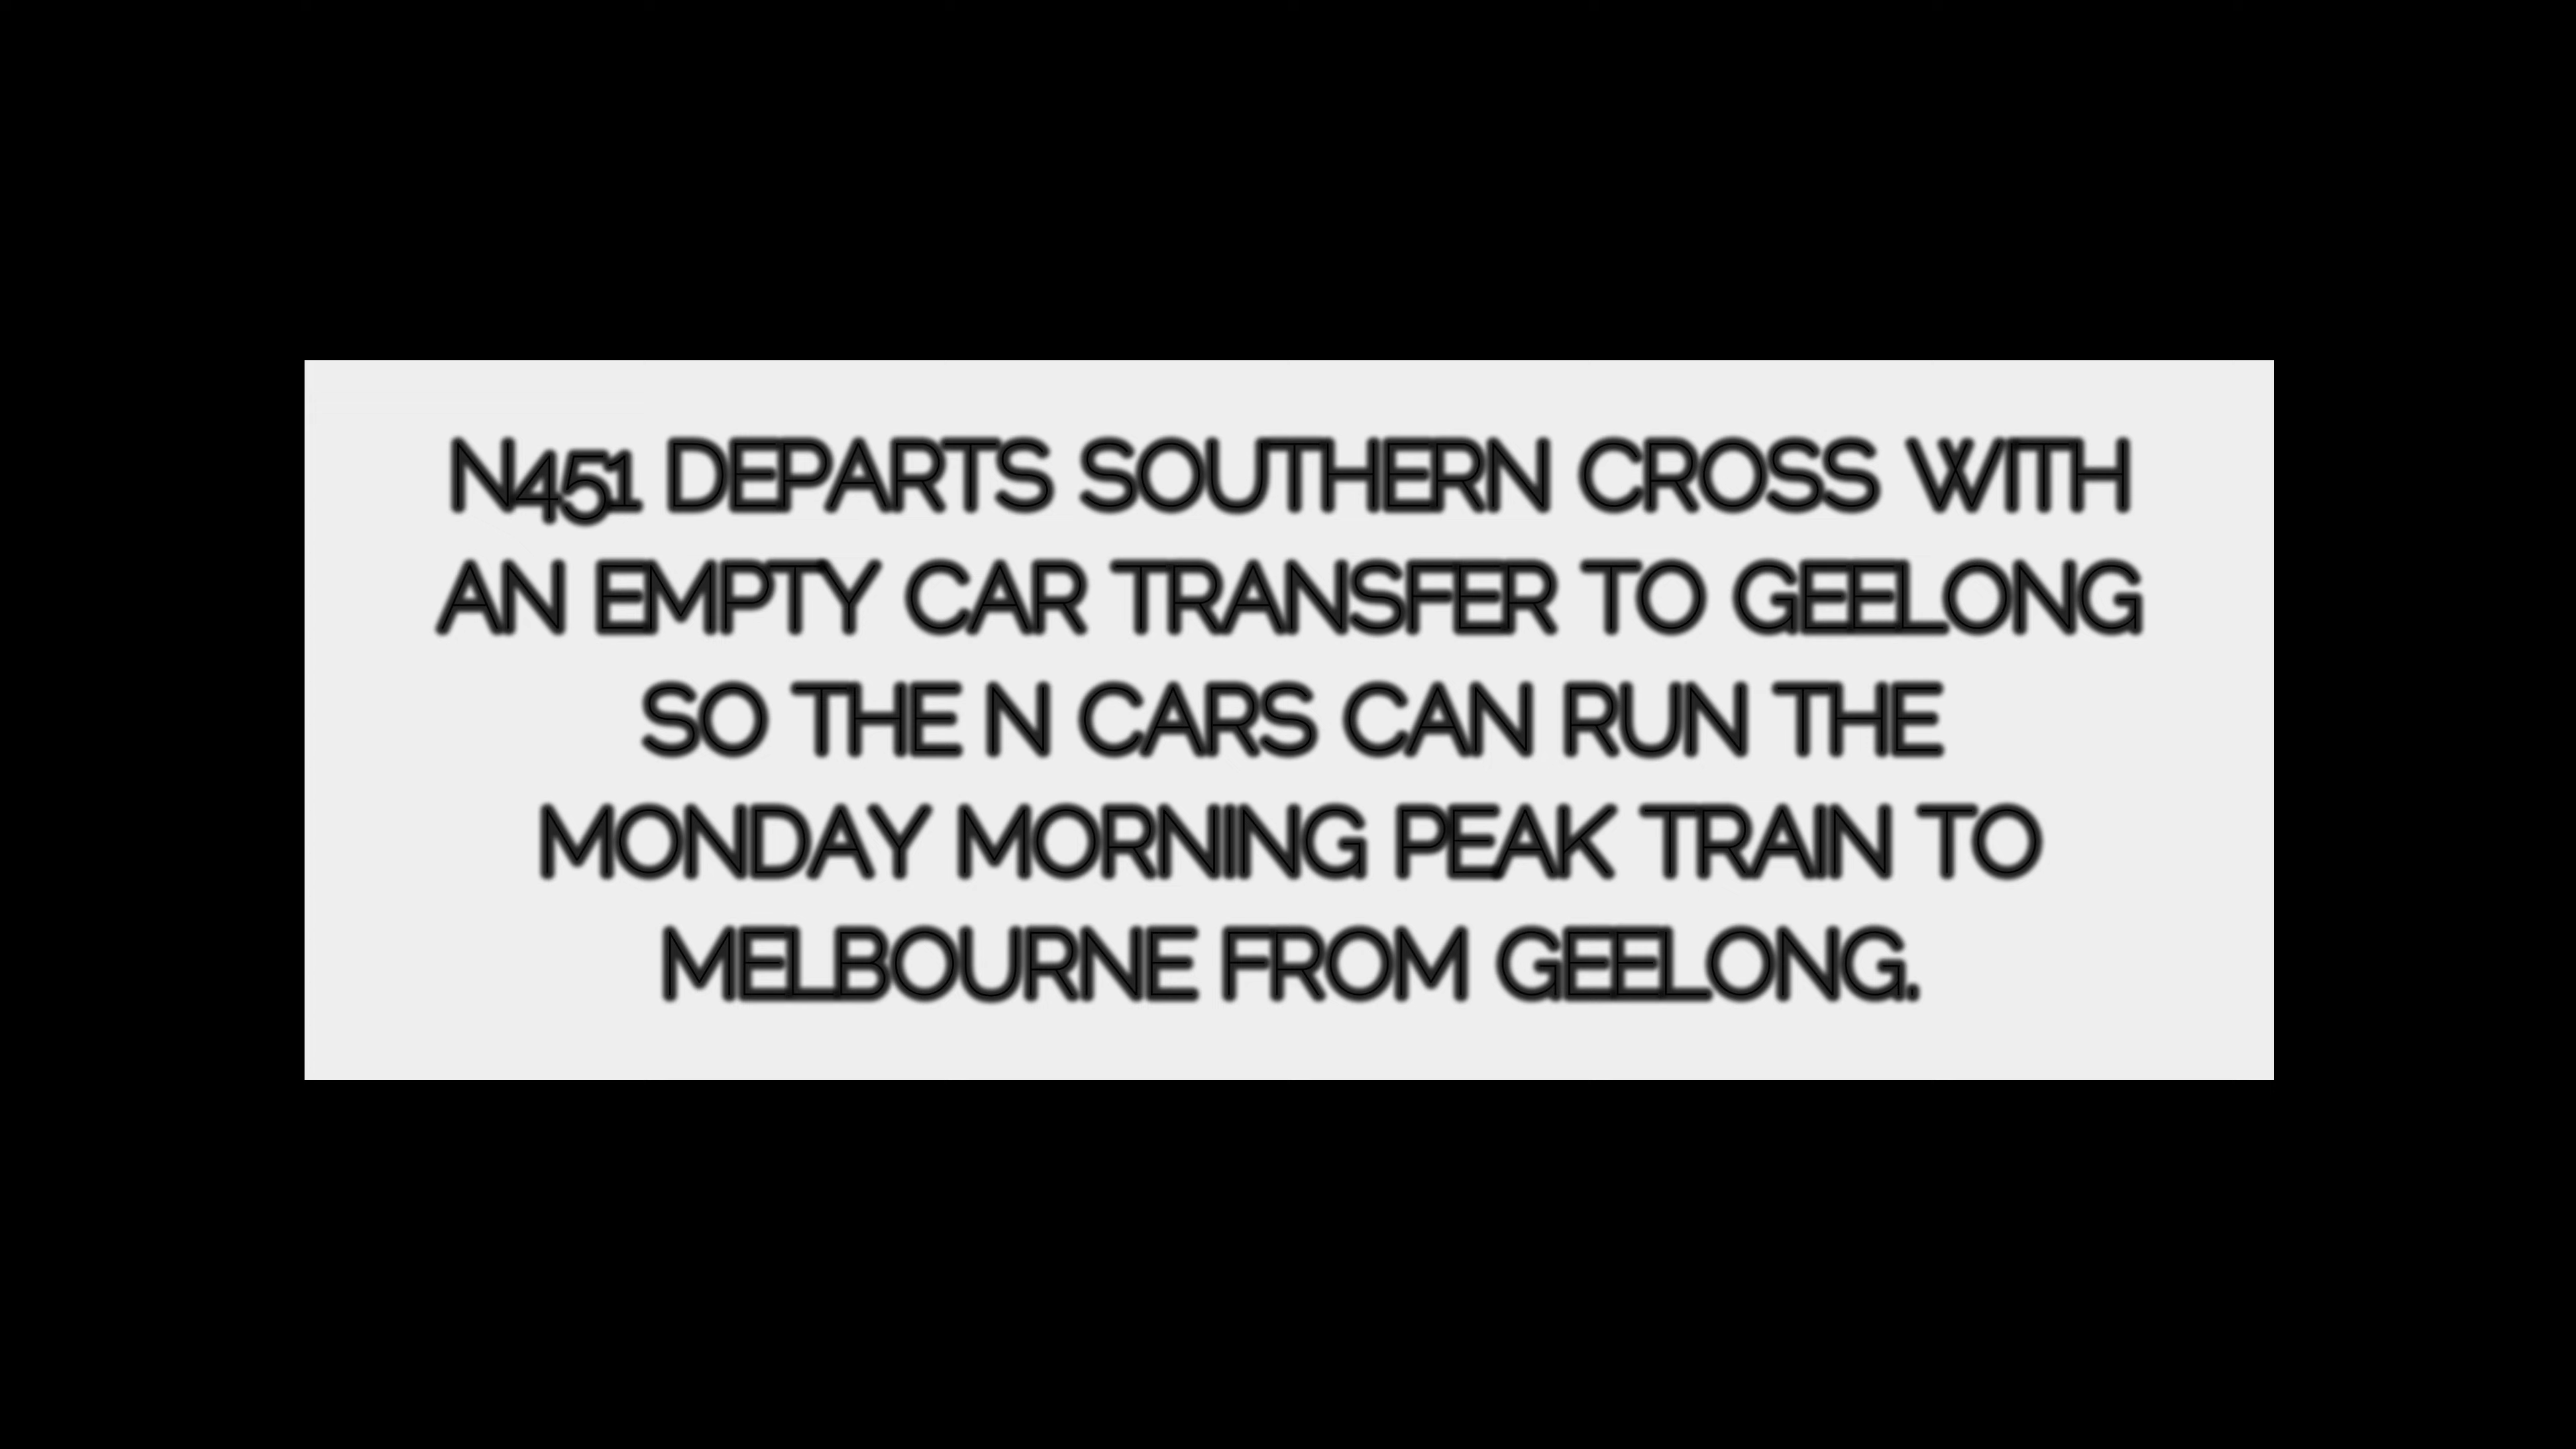 N451 DEPARTS SOUTHERN CROSS WITH
AN EMPTY CAR TRANSFER TO GEELONG
SO THE N CARS CAN RUN THE
MONDAY MORNING PEAK TRAIN TO
MELBOURNE FROM GEELONG.